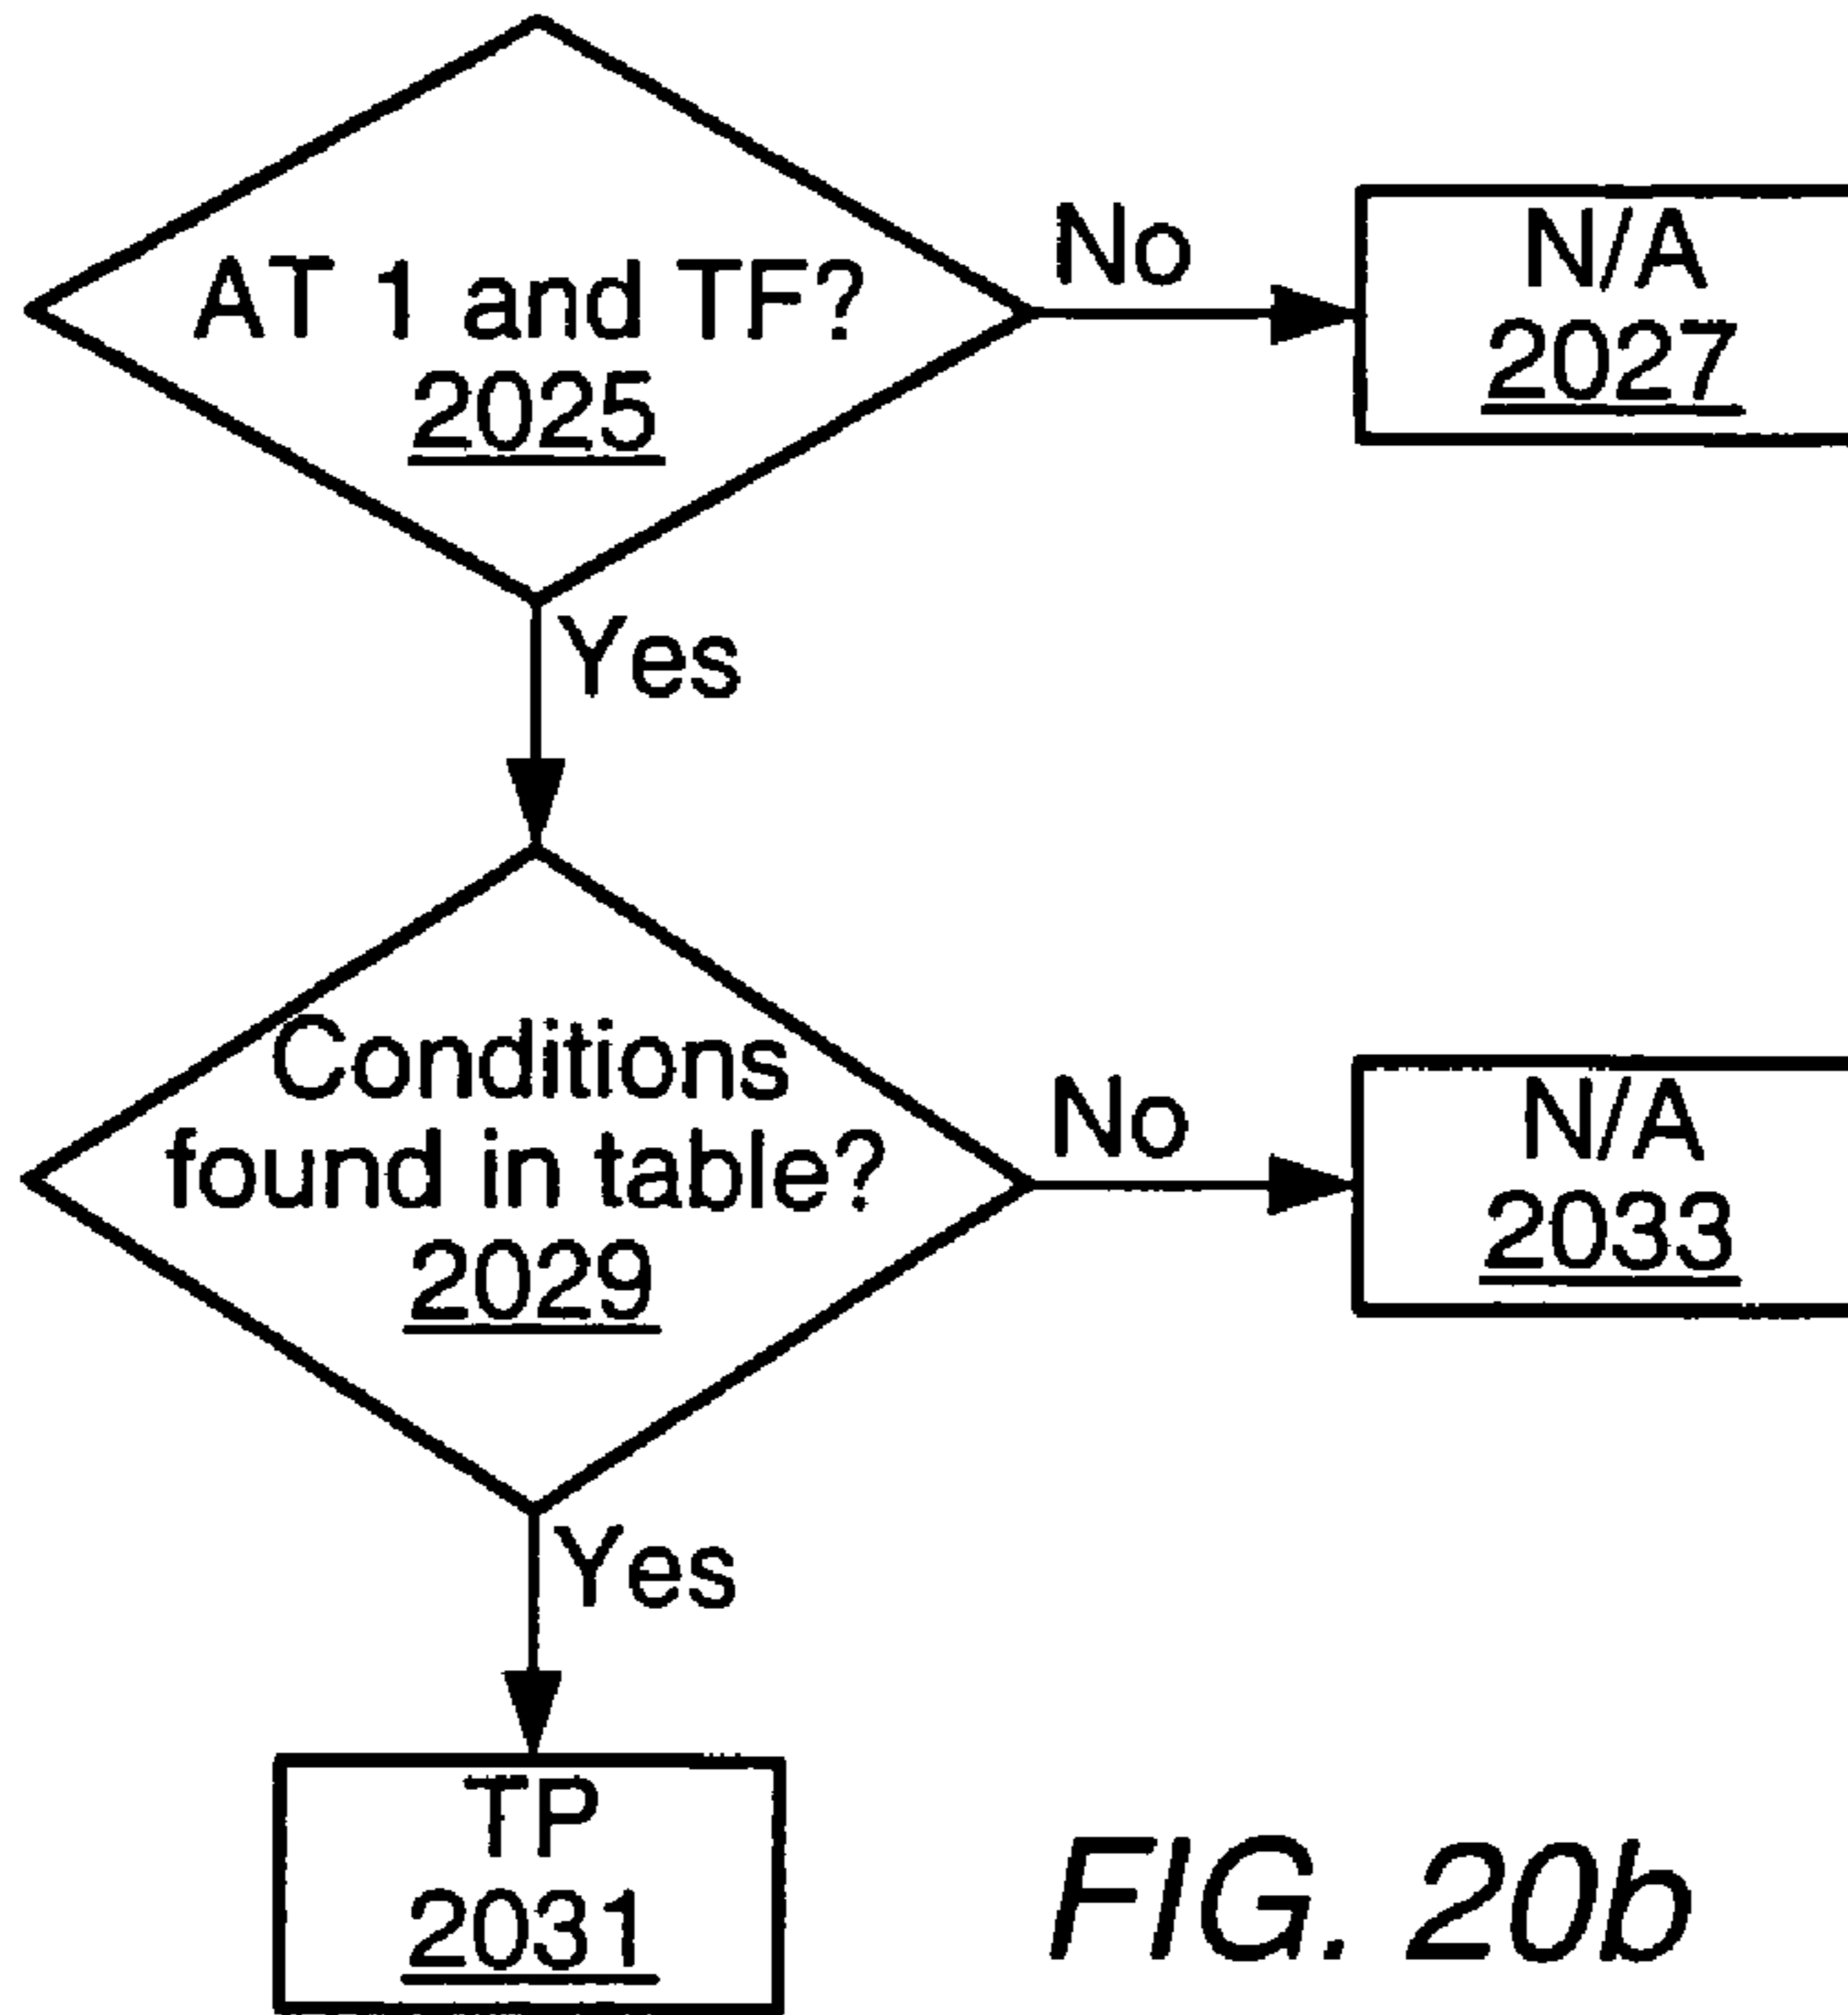 AT 1 and TF?
2025
No
N/A
2027
Yes
Conditions
found in table?
2029
No
N/A
2033
Yes
TP
2031
FIG. 20b